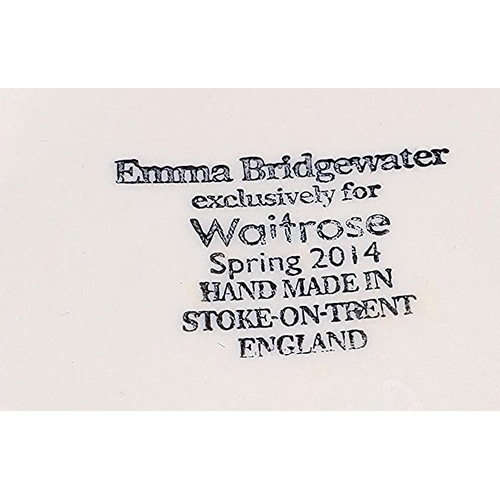 Emma Bridgewater
exclusively for
Waitrose
Spring 2014
HAND MADE IN
STOKE-ON-TRENT
ENGLAND